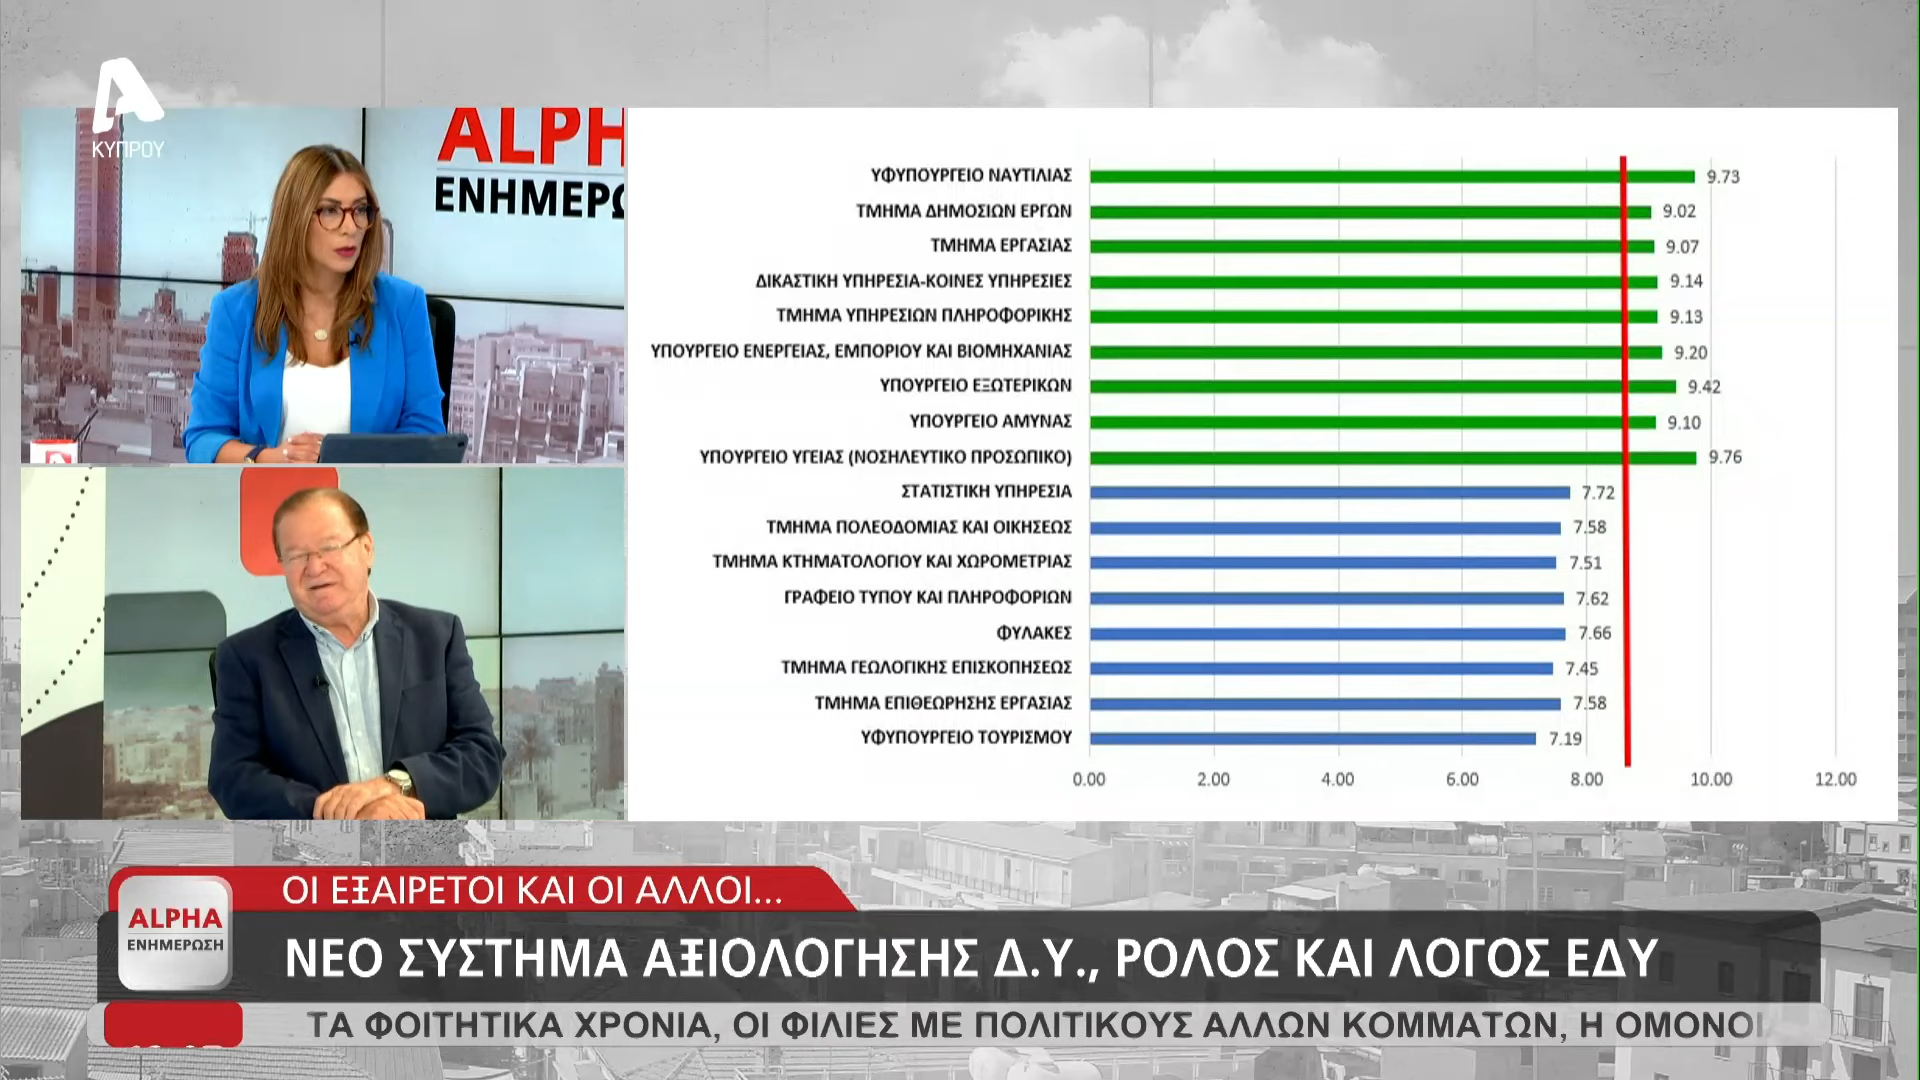 ΚΥΠΡΟΥ
ALPH
ΕΝΗΜΕΡΩ
ΥΦΥΠΟΥΡΓΕΙΟ ΝΑΥΤΙΛΙΑΣ 9.73
ΤΜΗΜΑ ΔΗΜΟΣΙΩΝ ΕΡΓΩΝ 9.02
ΤΜΗΜΑ ΕΡΓΑΣΙΑΣ 9.07
ΔΙΚΑΣΤΙΚΗ ΥΠΗΡΕΣΙΑ-ΚΟΙΝΕΣ ΥΠΗΡΕΣΙΕΣ 9.14
ΤΜΗΜΑ ΥΠΗΡΕΣΙΩΝ ΠΛΗΡΟΦΟΡΙΚΗΣ 9.13
ΥΠΟΥΡΓΕΙΟ ΕΝΕΡΓΕΙΑΣ, ΕΜΠΟΡΙΟΥ ΚΑΙ ΒΙΟΜΗΧΑΝΙΑΣ 9.20
ΥΠΟΥΡΓΕΙΟ ΕΞΩΤΕΡΙΚΩΝ 9.42
ΥΠΟΥΡΓΕΙΟ ΑΜΥΝΑΣ 9.10
ΥΠΟΥΡΓΕΙΟ ΥΓΕΙΑΣ (ΝΟΣΗΛΕΥΤΙΚΟ ΠΡΟΣΩΠΙΚΟ) 9.76
ΣΤΑΤΙΣΤΙΚΗ ΥΠΗΡΕΣΙΑ 7.72
ΤΜΗΜΑ ΠΟΛΕΟΔΟΜΙΑΣ ΚΑΙ ΟΙΚΗΣΕΩΣ 7.58
ΤΜΗΜΑ ΚΤΗΜΑΤΟΛΟΓΙΟΥ ΚΑΙ ΧΩΡΟΜΕΤΡΙΑΣ 7.51
ΓΡΑΦΕΙΟ ΤΥΠΟΥ ΚΑΙ ΠΛΗΡΟΦΟΡΙΩΝ 7.62
ΦΥΛΑΚΕΣ 7.66
ΤΜΗΜΑ ΓΕΩΛΟΓΙΚΗΣ ΕΠΙΣΚΟΠΗΣΕΩΣ 7.45
ΤΜΗΜΑ ΕΠΙΘΕΩΡΗΣΗΣ ΕΡΓΑΣΙΑΣ 7.58
ΥΦΥΠΟΥΡΓΕΙΟ ΤΟΥΡΙΣΜΟΥ 7.19
0.00 2.00 4.00 6.00 8.00 10.00 12.00
ΟΙ ΕΞΑΙΡΕΤΟΙ ΚΑΙ ΟΙ ΑΛΛΟΙ...
ALPHA
ΕΝΗΜΕΡΩΣΗ
ΝΕΟ ΣΥΣΤΗΜΑ ΑΞΙΟΛΟΓΗΣΗΣ Δ.Υ., ΡΟΛΟΣ ΚΑΙ ΛΟΓΟΣ ΕΔΥ
ΤΑ ΦΟΙΤΗΤΙΚΑ ΧΡΟΝΙΑ, ΟΙ ΦΙΛΙΕΣ ΜΕ ΠΟΛΙΤΙΚΟΥΣ ΑΛΛΩΝ ΚΟΜΜΑΤΩΝ, Η ΟΜΟΝΟΙ